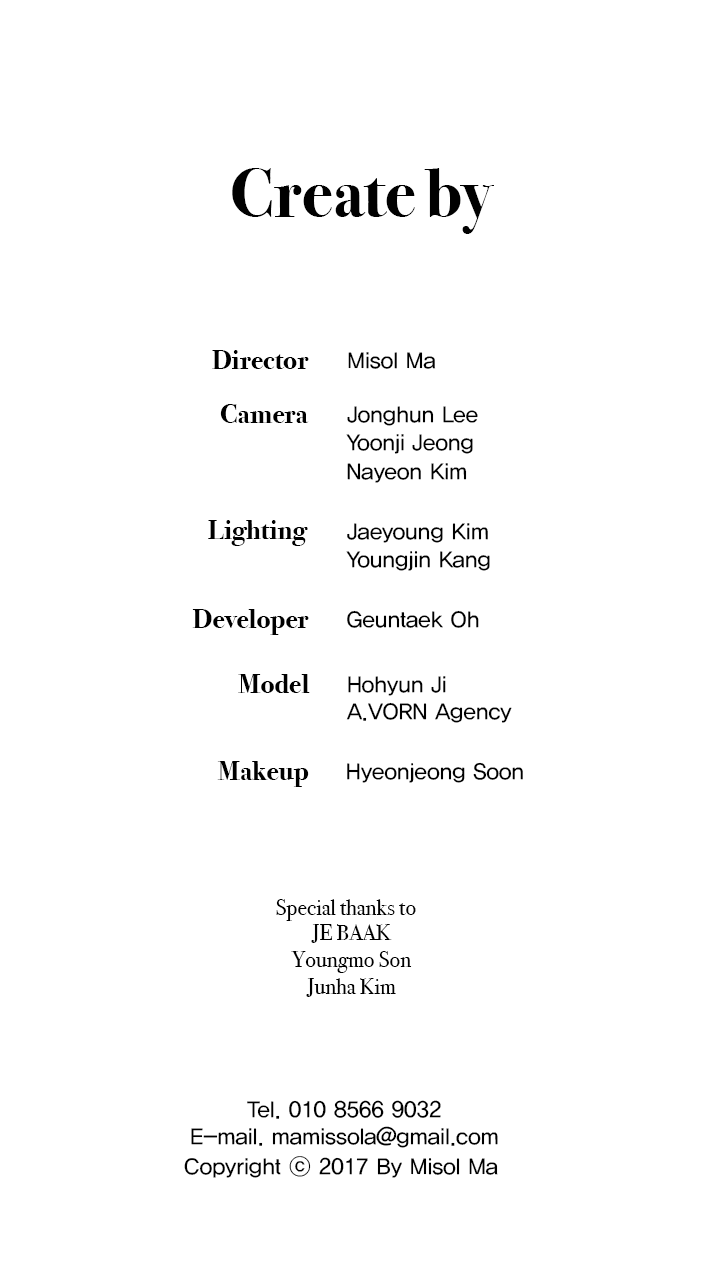 Create by
Director Misol Ma
Camera Jonghun Lee
Yoonji Jeong
Nayeon Kim
Lighting Jaeyoung Kim
Youngjin Kang
Developer Geuntaek Oh
Model Hohyun Ji
A.VORN Agency
Makeup Hyeonjeong Soon
Special thanks to
JE BAAK
Youngmo Son
Junha Kim
Tel. 010 8566 9032
E-mail. mamissola@gmail.com
Copyright ⓒ 2017 By Misol Ma